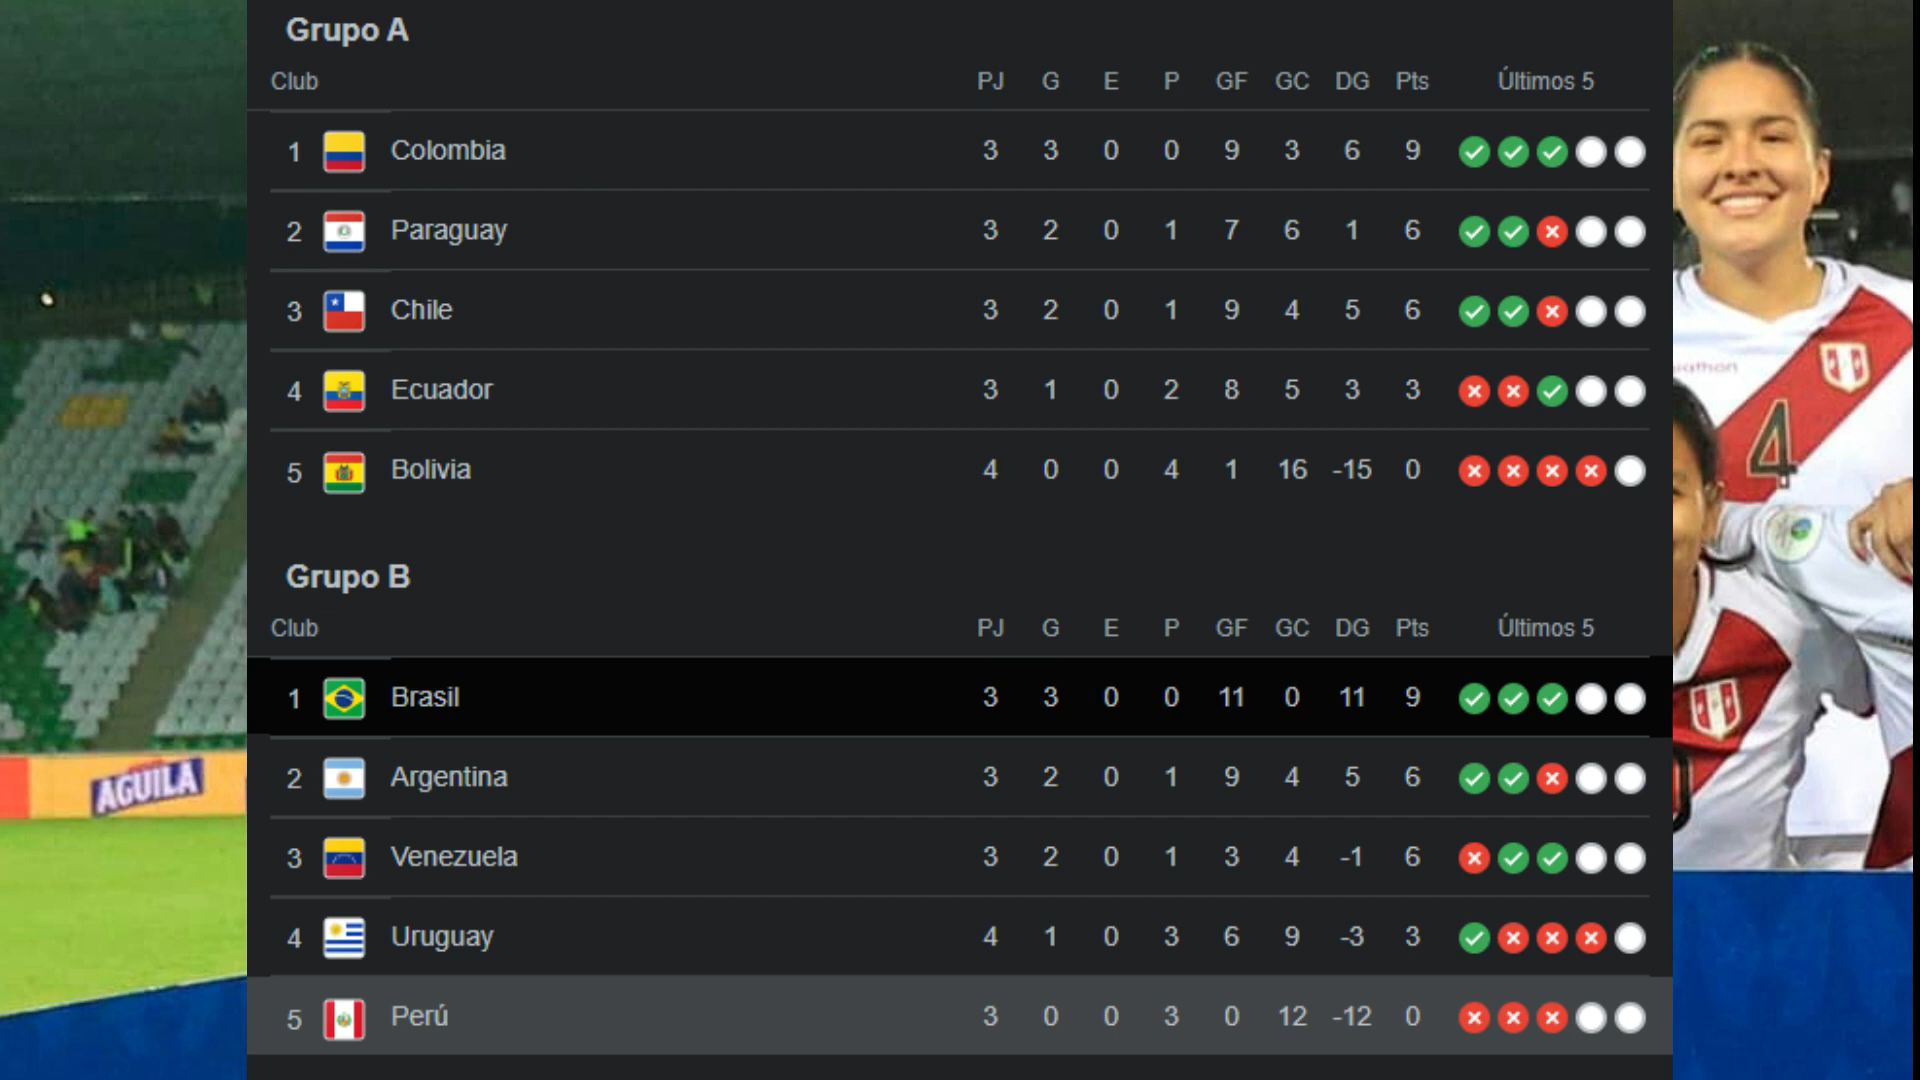 Grupo A
Club PJ G E P GF GC DG Pts Últimos 5
1 Colombia 3 3 0 0 9 3 6 9
2 Paraguay 3 2 0 1 7 6 1 6
3 Chile 3 2 0 1 9 4 5 6
4 Ecuador 3 1 0 2 8 5 3 3
5 Bolivia 4 0 0 4 1 16 -15 0
Grupo B
Club PJ G E P GF GC DG Pts Últimos 5
1 Brasil 3 3 0 0 11 0 11 9
2 Argentina 3 2 0 1 9 4 5 6
3 Venezuela 3 2 0 1 3 4 -1 6
4 Uruguay 4 1 0 3 6 9 -3 3
5 Perú 3 0 0 3 0 12 -12 0
AGUILA
4